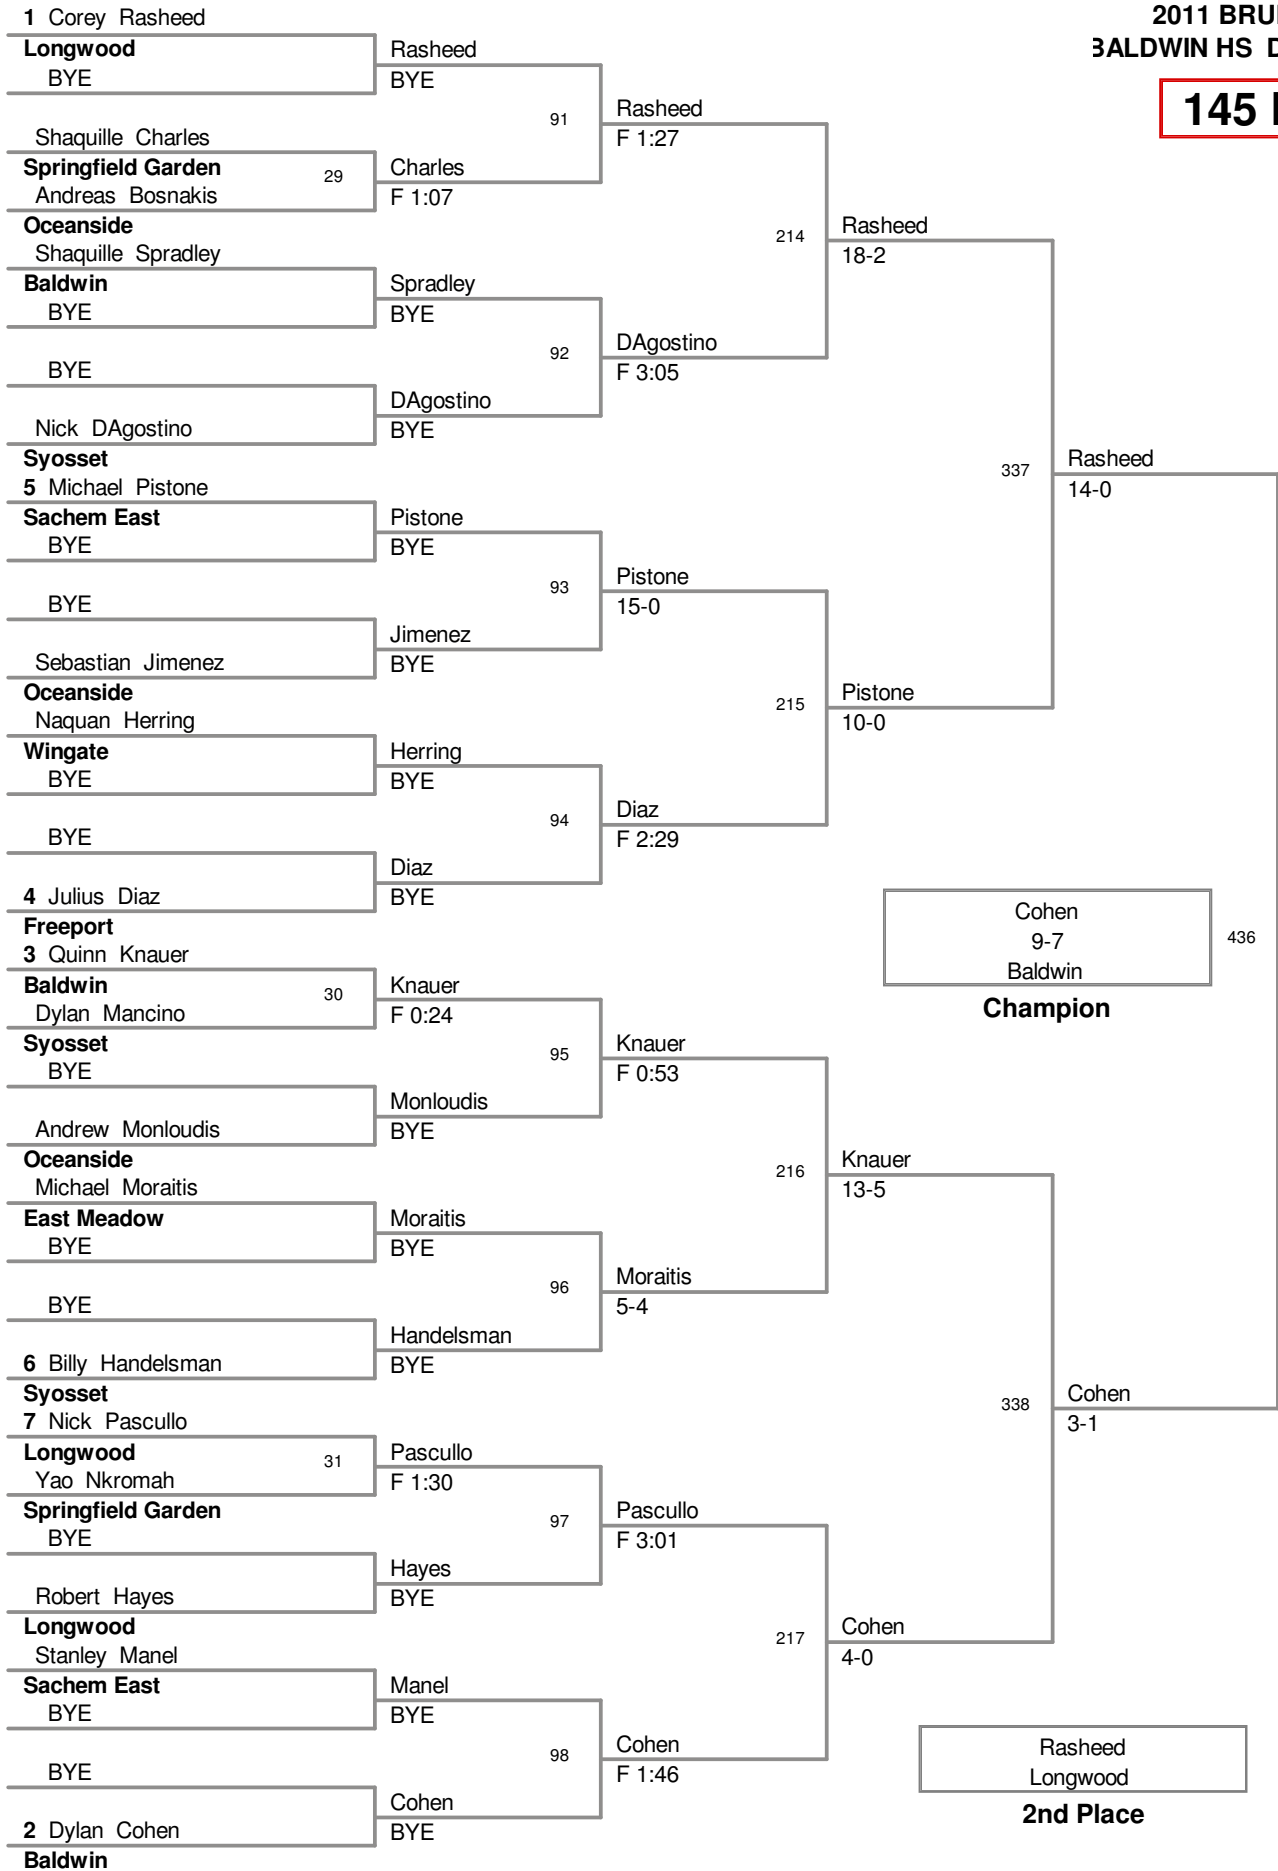 1 Corey Rasheed
Longwood
BYE
Shaquille Charles
Springfield Garden
Andreas Bosnakis
Oceanside
Shaquille Spradley
Baldwin
BYE
BYE
Nick DAgostino
Syosset
5 Michael Pistone
Sachem East
BYE
BYE
Sebastian Jimenez
Oceanside
Naquan Herring
Wingate
BYE
BYE
4 Julius Diaz
Freeport
3 Quinn Knauer
Baldwin
Dylan Mancino
Syosset
BYE
Andrew Monloudis
Oceanside
Michael Moraitis
East Meadow
BYE
BYE
6 Billy Handelsman
Syosset
7 Nick Pascullo
Longwood
Yao Nkromah
Springfield Garden
BYE
Robert Hayes
Longwood
Stanley Manel
Sachem East
BYE
BYE
2 Dylan Cohen
Baldwin
29
30
31
Rasheed
BYE
Charles
F 1:07
Spradley
BYE
DAgostino
BYE
Pistone
BYE
Jimenez
BYE
Herring
BYE
Diaz
BYE
Knauer
F 0:24
Monloudis
BYE
Moraitis
BYE
Handelsman
BYE
Pascullo
F 1:30
Hayes
BYE
Manel
BYE
Cohen
BYE
91
92
93
94
95
96
97
98
Rasheed
F 1:27
DAgostino
F 3:05
Pistone
15-0
Diaz
F 2:29
Knauer
F 0:53
Moraitis
5-4
Pascullo
F 3:01
Cohen
F 1:46
214
215
216
217
Rasheed
18-2
Pistone
10-0
Knauer
13-5
Cohen
4-0
337
338
Rasheed
14-0
Cohen
3-1
2011 BRU
BALDWIN HS D
145
Cohen
9-7
Baldwin
436
Champion
Rasheed
Longwood
2nd Place